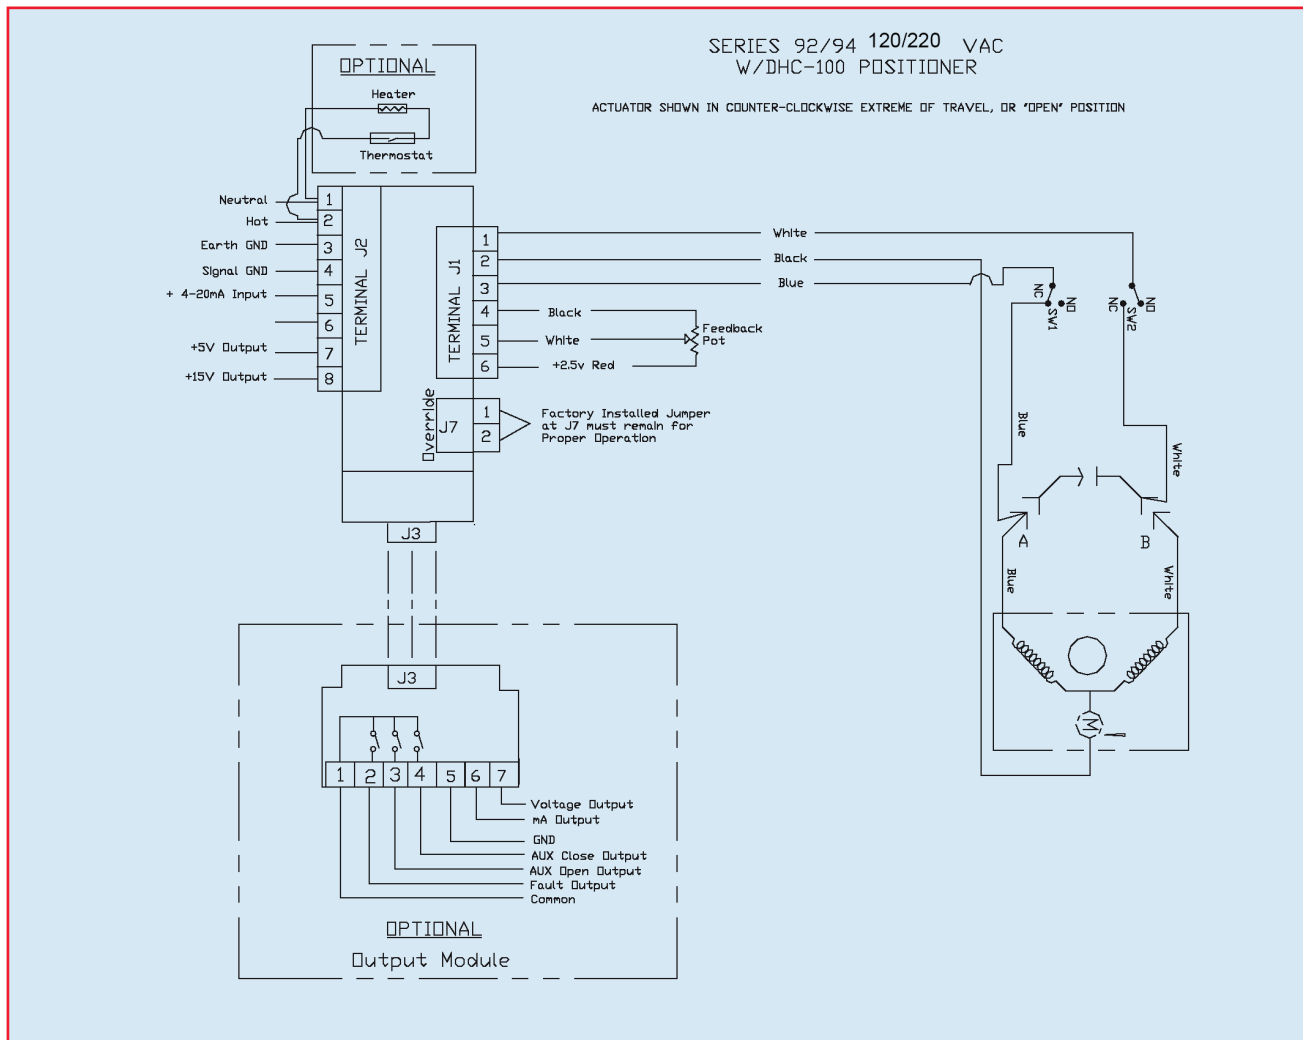 SERIES 92/94 120/220 VAC
W/DHC-100 POSITIONER
ACTUATOR SHOWN IN COUNTER-CLOCKWISE EXTREME OF TRAVEL, OR "OPEN" POSITION
OPTIONAL
Heater
Thermostat
Neutral 1
Hot 2
Earth GND 3
Signal GND 4
+ 4-20mA Input 5
6
+5V Output 7
+15V Output 8
TERMINAL J2
TERMINAL J1
1 White
2 Black
3 Blue
4 Black
5 White
6 +2.5v Red
Feedback
Pot
NC
NO
SW1
NC
NO
SW2
Override
J7
1
2
Factory Installed Jumper
at J7 must remain for
Proper Operation
Blue
White
A
B
Blue
White
M
J3
J3
1 2 3 4 5 6 7
Voltage Output
mA Output
GND
AUX Close Output
AUX Open Output
Fault Output
Common
OPTIONAL
Output Module